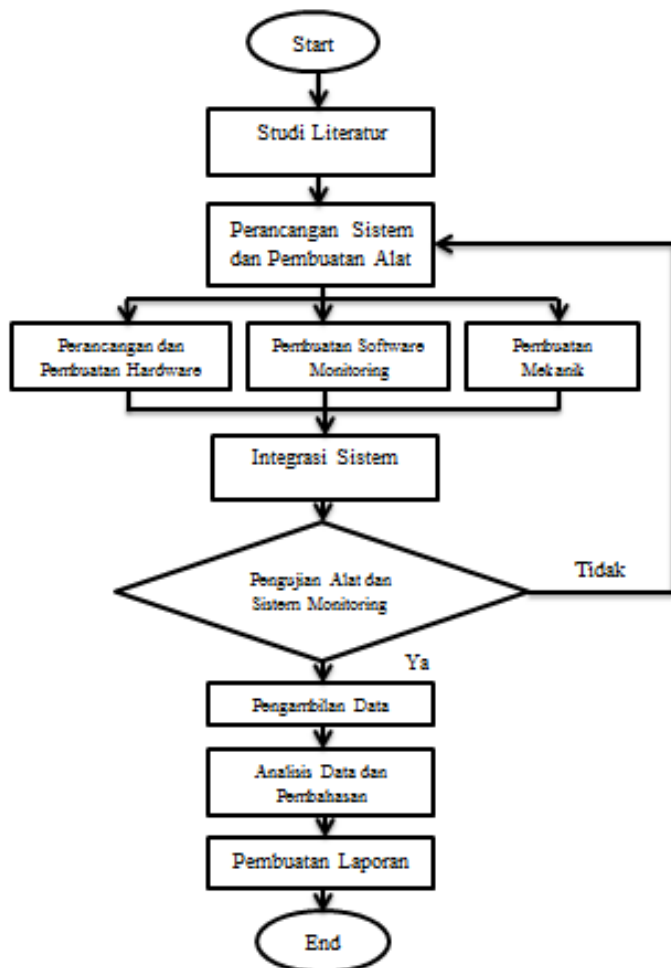 Start
Studi Literatur
Perancangan Sistem
dan Pembuatan Alat
Perancangan dan
Pembuatan Hardware
Pembuatan Software
Monitoring
Pembuatan
Mekanik
Integrasi Sistem
Pengujian Alat dan
Sistem Monitoring
Tidak
Ya
Pengambilan Data
Analisis Data dan
Pembahasan
Pembuatan Laporan
End